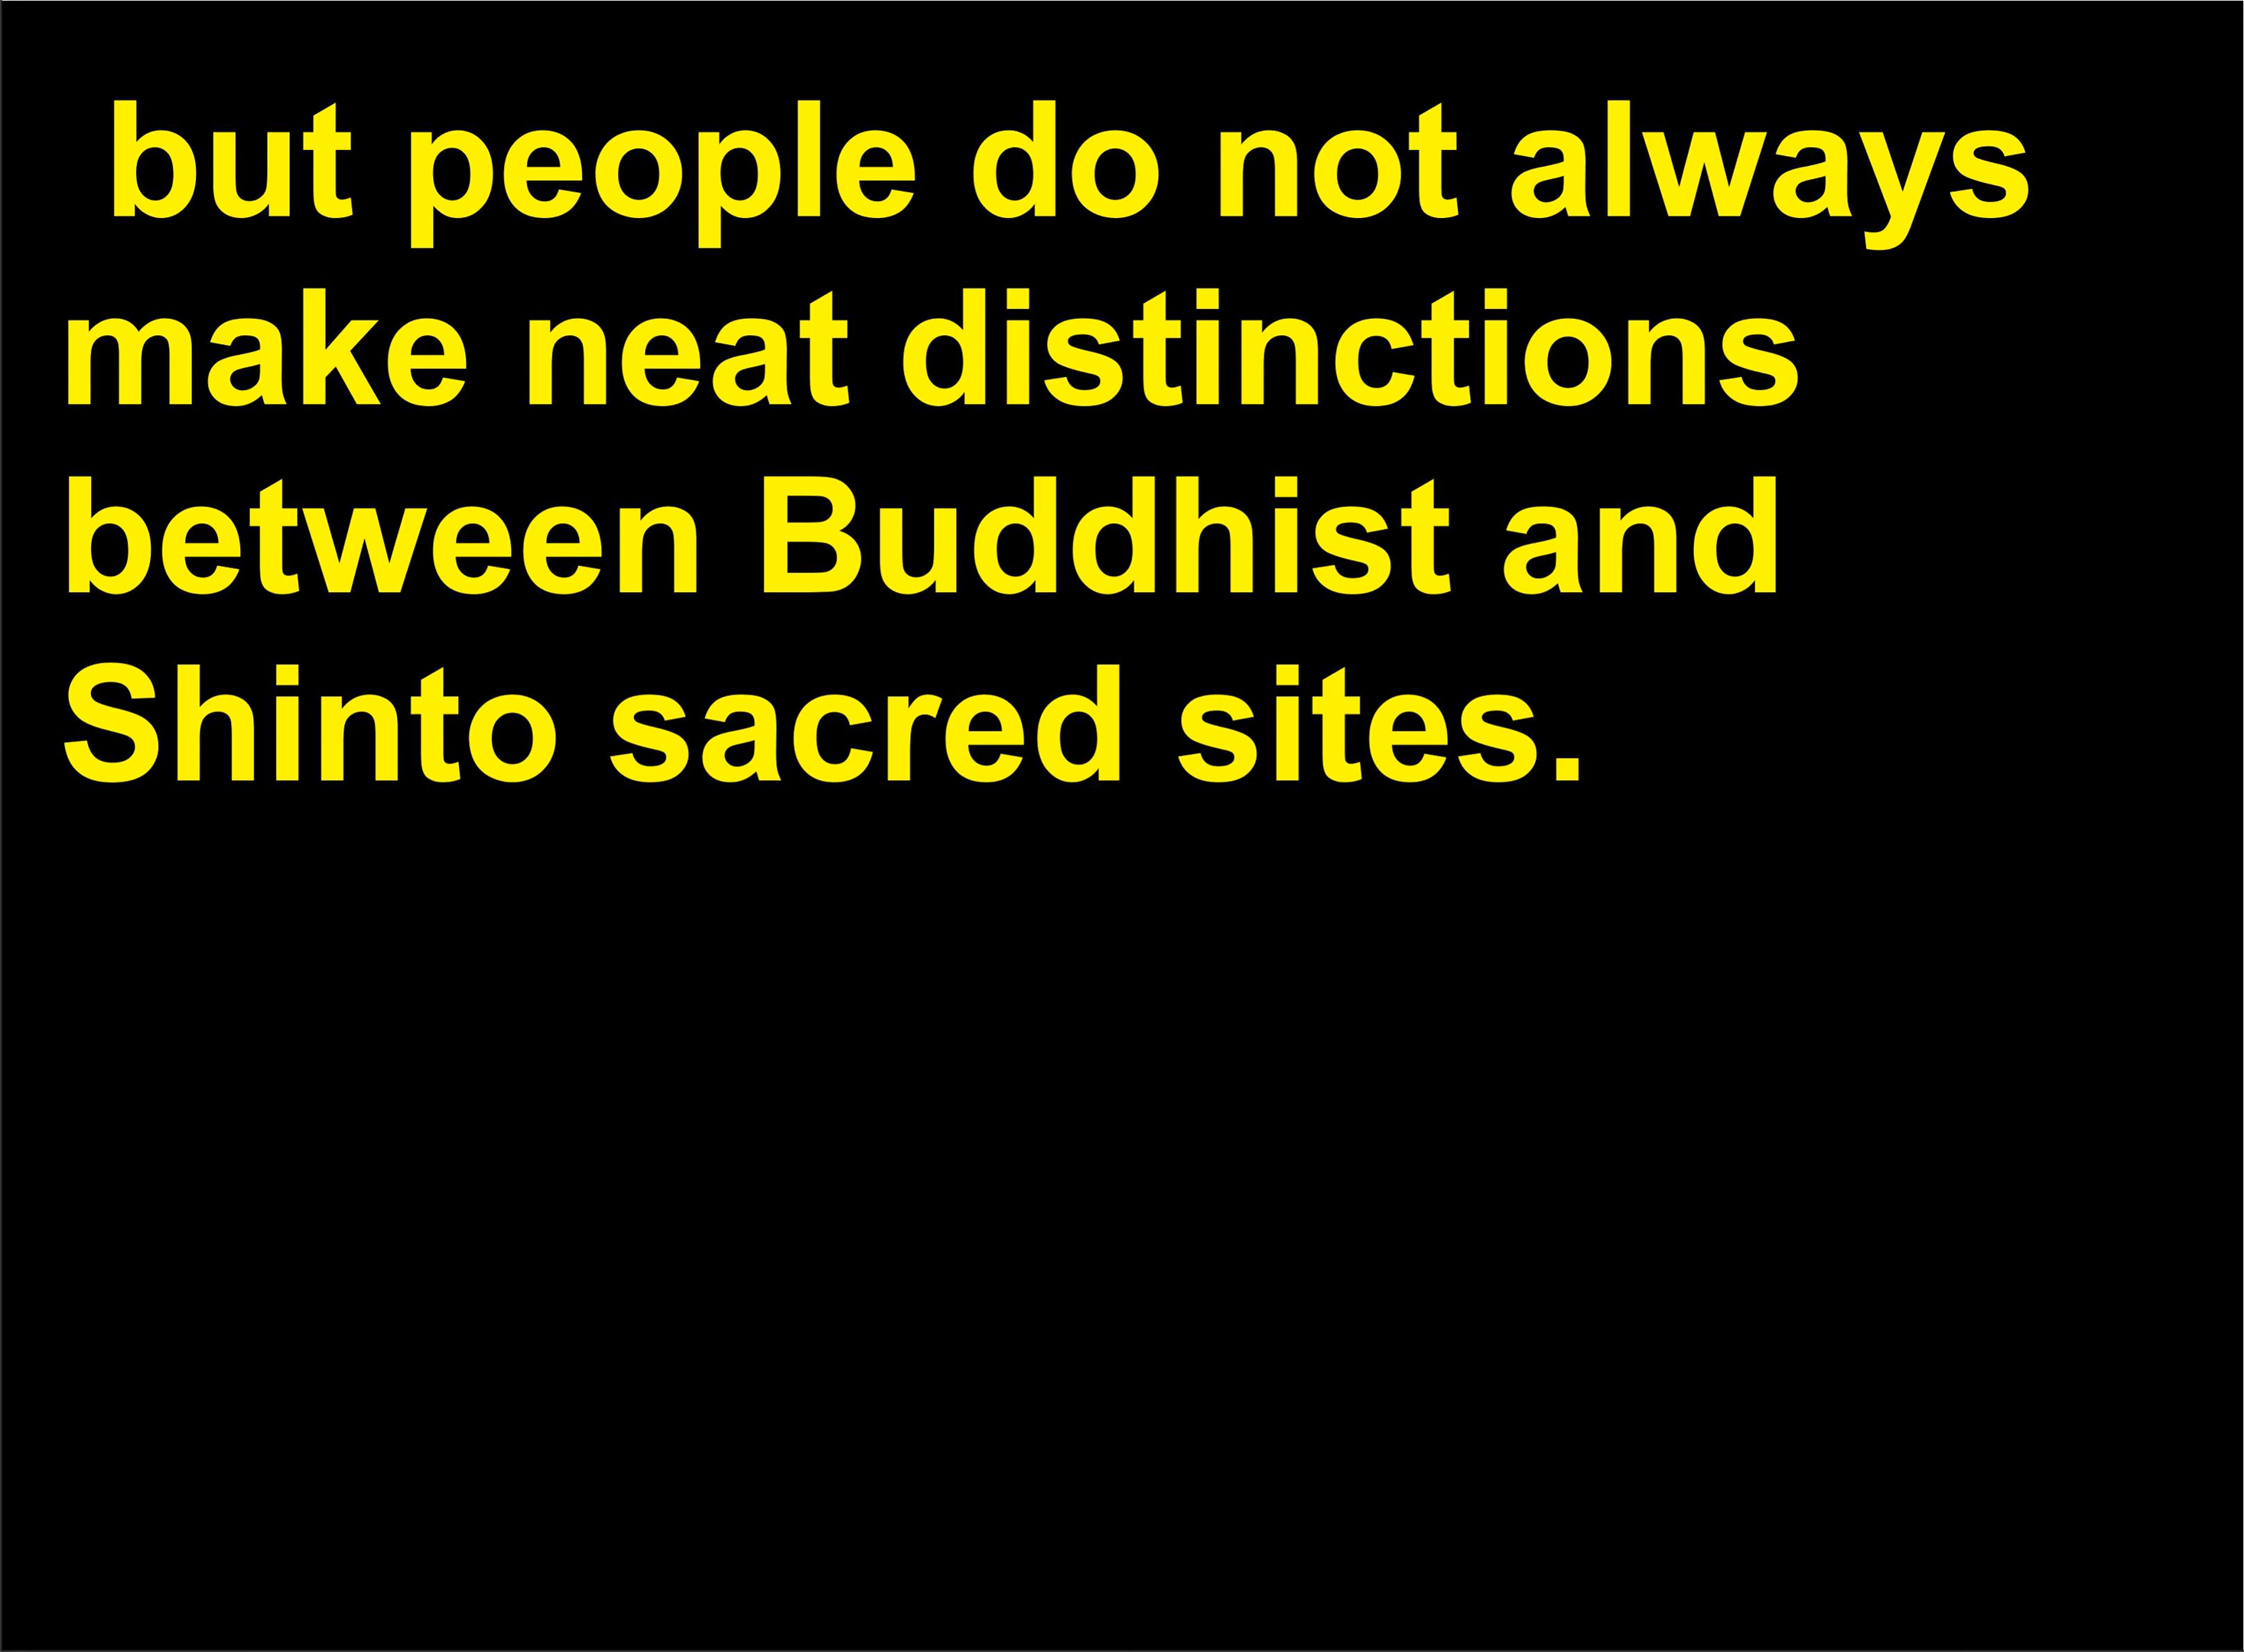 but people do not always
make neat distinctions
between Buddhist and
Shinto sacred sites.